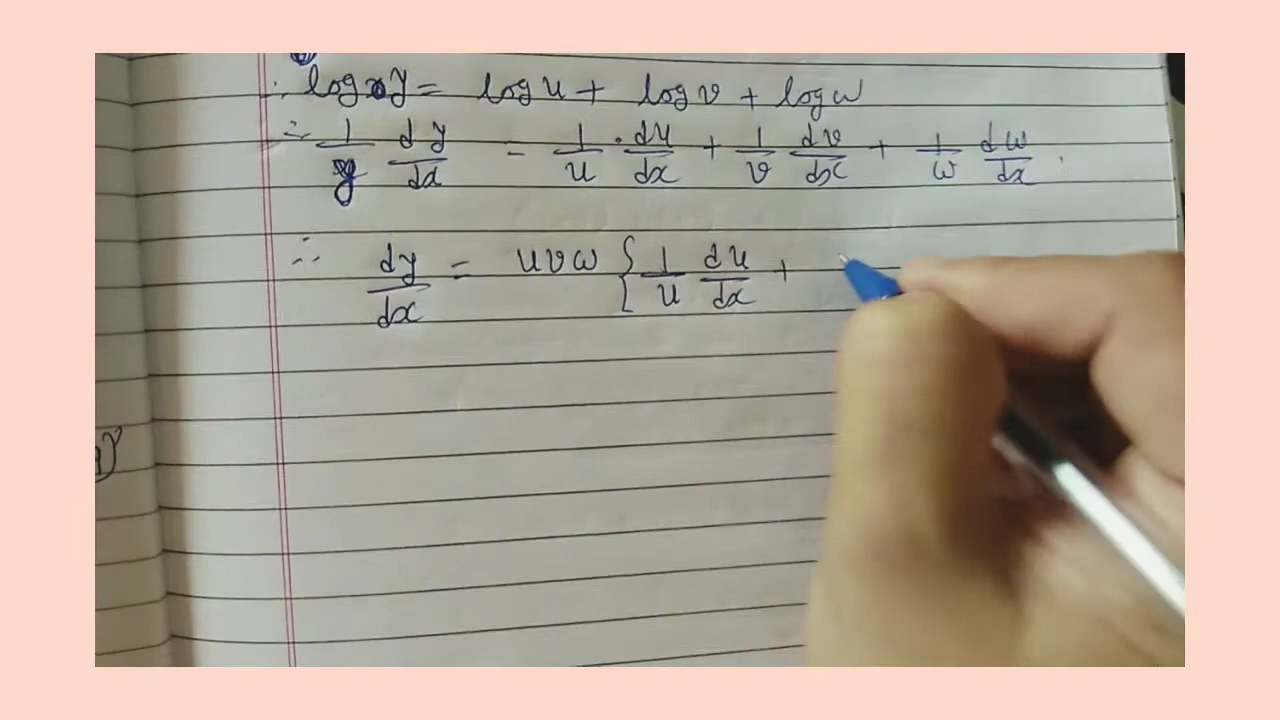 ∴ log y = log u + log v + log w
∴ 1/y dy/dx = 1/u · du/dx + 1/v dv/dx + 1/w dw/dx .
∴ dy/dx = uvw { 1/u du/dx +